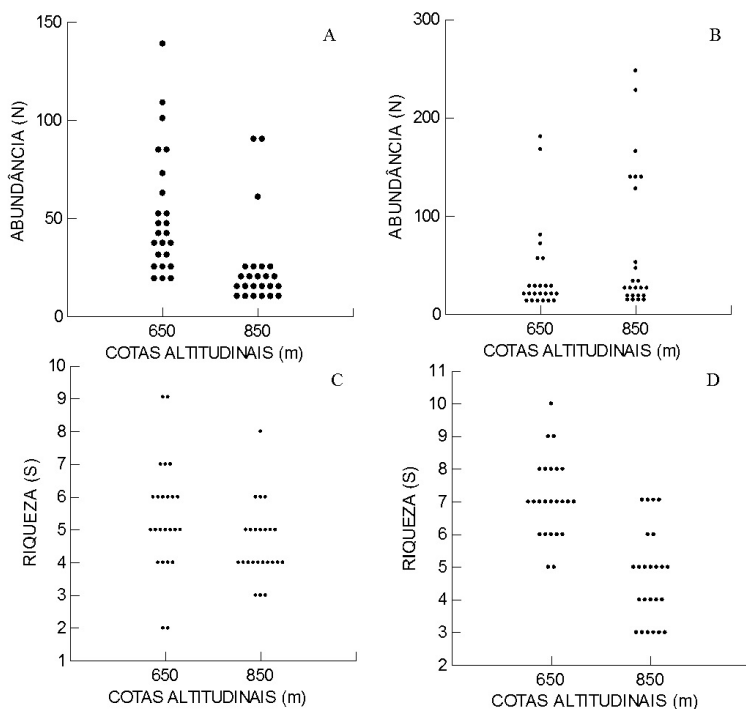 A
150
100
50
0
ABUNDÂNCIA (N)
650 850
COTAS ALTITUDINAIS (m)
B
300
200
100
0
ABUNDÂNCIA (N)
650 850
COTAS ALTITUDINAIS (m)
C
10
9
8
7
6
5
4
3
2
1
RIQUEZA (S)
650 850
COTAS ALTITUDINAIS (m)
D
11
10
9
8
7
6
5
4
3
2
RIQUEZA (S)
650 850
COTAS ALTITUDINAIS (m)